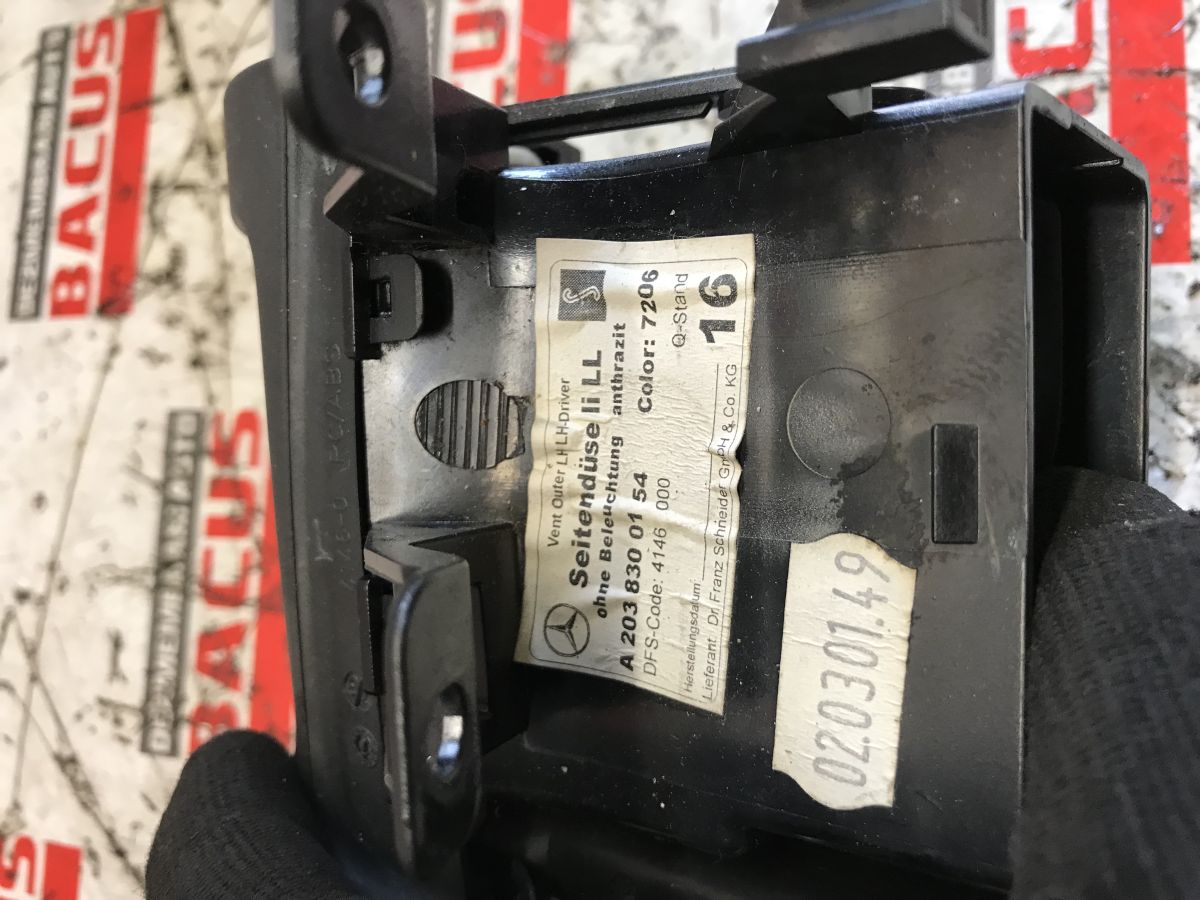 Vent Outer LH LH-Driver
Seitendüse li LL
ohne Beleuchtung anthrazit
A 203 830 01 54 Color: 7206
DFS-Code: 4146 000 Q-Stand
16
Herstellungsdatum:
Lieferant: Dr. Franz Schneider GmbH & Co. KG
02.0301.49
BACUS
BACUS
BACUS